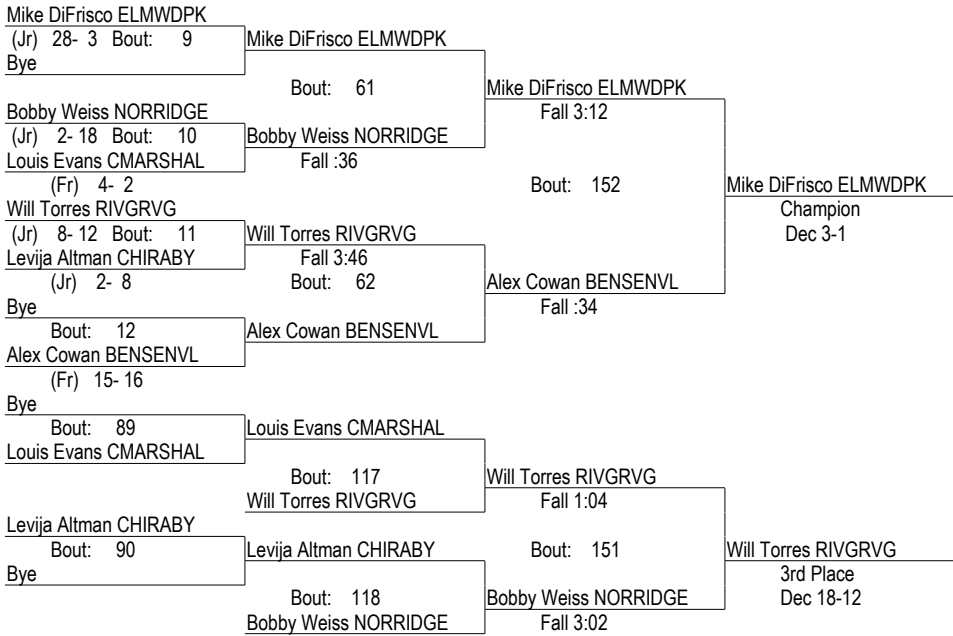 Mike DiFrisco ELMWDPK
(Jr) 28- 3 Bout: 9
Mike DiFrisco ELMWDPK
Bye
Bout: 61
Mike DiFrisco ELMWDPK
Bobby Weiss NORRIDGE
Fall 3:12
(Jr) 2- 18 Bout: 10
Bobby Weiss NORRIDGE
Louis Evans CMARSHAL
Fall :36
(Fr) 4- 2
Bout: 152
Mike DiFrisco ELMWDPK
Will Torres RIVGRVG
Champion
(Jr) 8- 12 Bout: 11
Will Torres RIVGRVG
Dec 3-1
Levija Altman CHIRABY
Fall 3:46
(Jr) 2- 8
Bout: 62
Alex Cowan BENSENVL
Bye
Fall :34
Bout: 12
Alex Cowan BENSENVL
Alex Cowan BENSENVL
(Fr) 15- 16
Bye
Bout: 89
Louis Evans CMARSHAL
Louis Evans CMARSHAL
Bout: 117
Will Torres RIVGRVG
Will Torres RIVGRVG
Fall 1:04
Levija Altman CHIRABY
Bout: 90
Levija Altman CHIRABY
Bout: 151
Will Torres RIVGRVG
Bye
3rd Place
Bout: 118
Bobby Weiss NORRIDGE
Dec 18-12
Bobby Weiss NORRIDGE
Fall 3:02